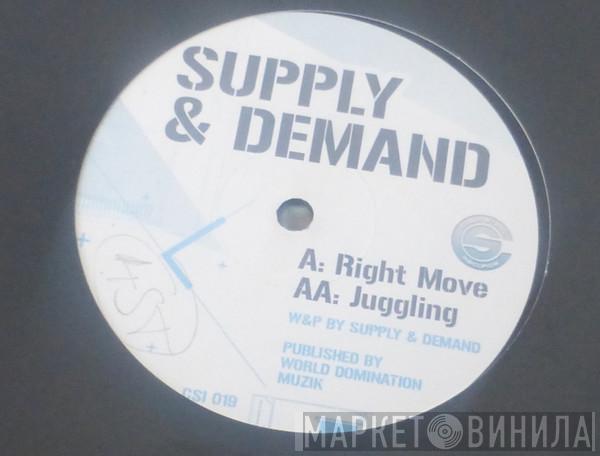 SUPPLY
& DEMAND
A: Right Move
AA: Juggling
W&P BY SUPPLY & DEMAND
PUBLISHED BY
WORLD DOMINATION
MUZIK
GSI 019
МАРКЕТ ВИНИЛА